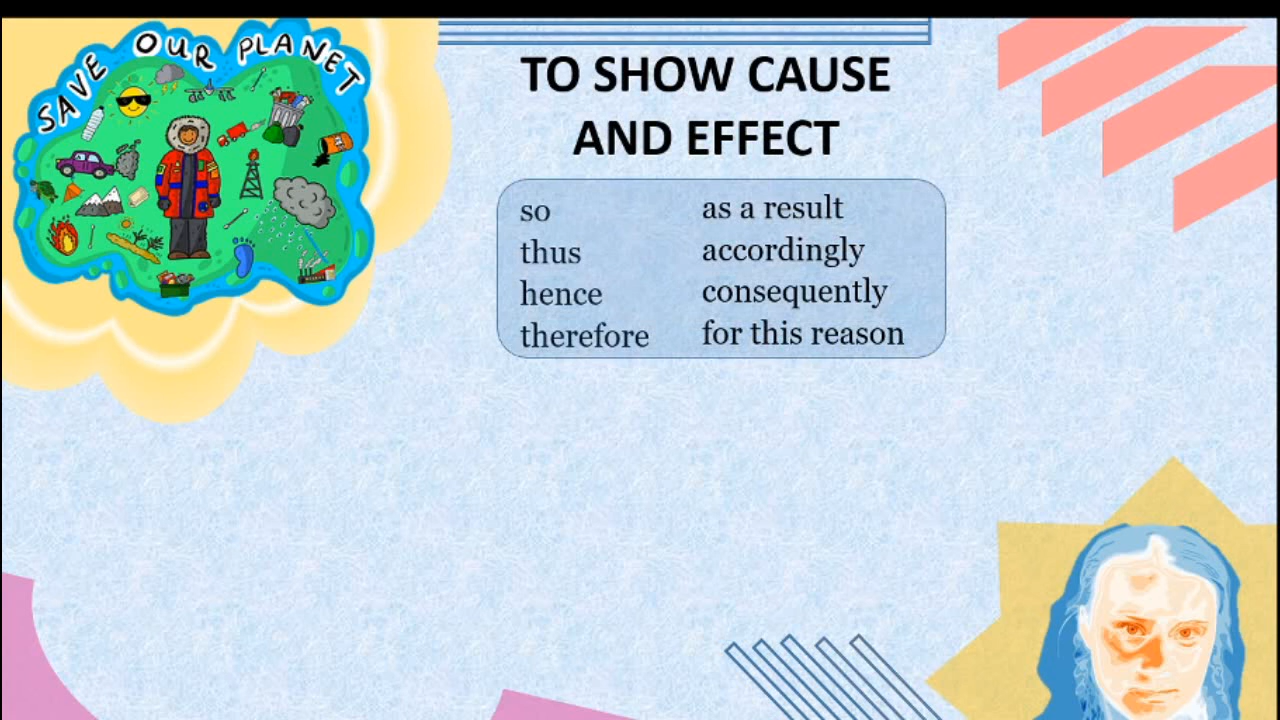 SAVE OUR PLANET
TO SHOW CAUSE
AND EFFECT
so
thus
hence
therefore
as a result
accordingly
consequently
for this reason